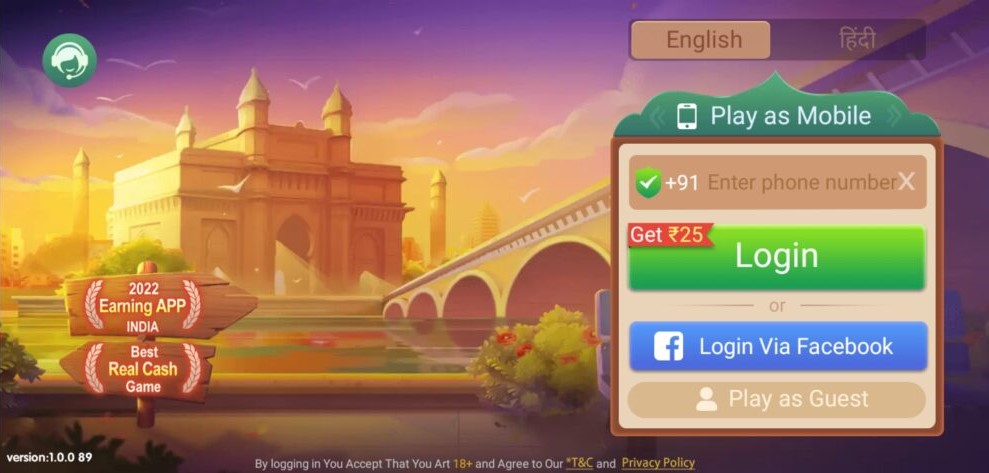 English हिंदी
Play as Mobile
+91 Enter phone number X
Get ₹25
Login
or
Login Via Facebook
Play as Guest
2022
Earning APP
INDIA
Best
Real Cash
Game
version:1.0.0 89
By logging in You Accept That You Art 18+ and Agree to Our *T&C and Privacy Policy